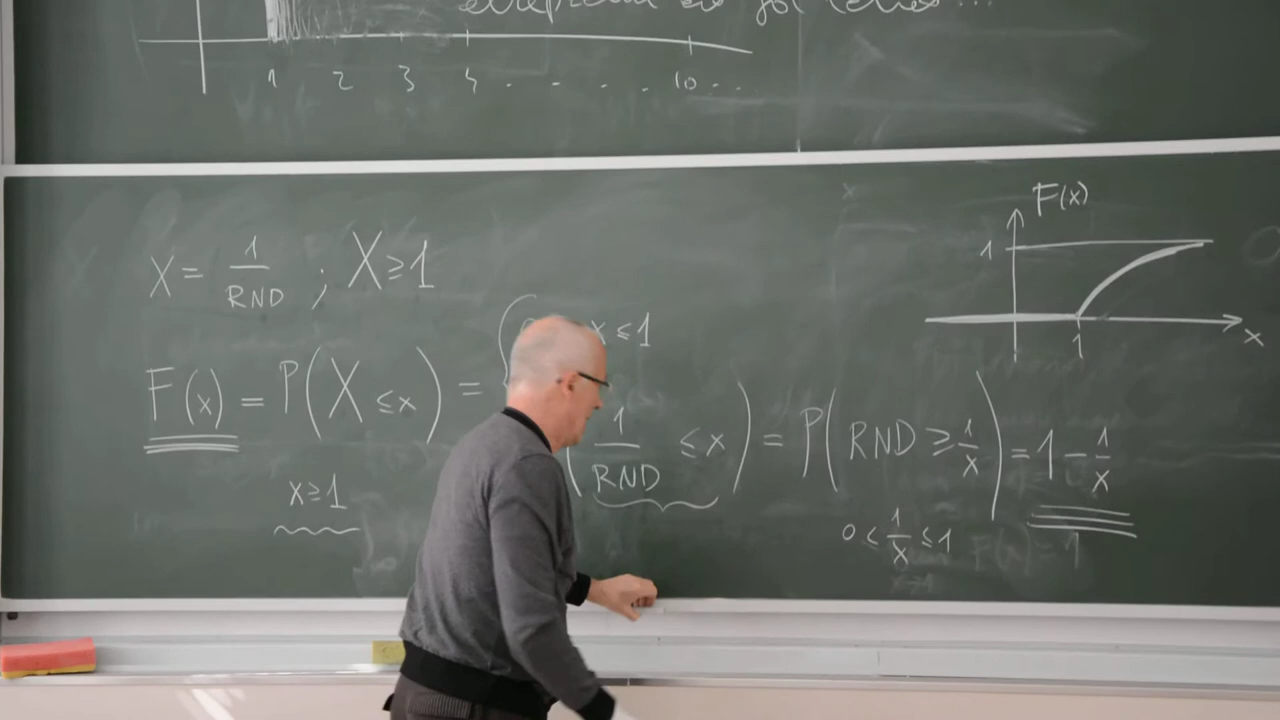 1 2 3 4 . . . . 10 . .
F(x)
1
x
1
X = 1/RND ; X ≥ 1
x ≤ 1
F(x) = P(X ≤ x) =
1/RND ≤ x) = P(RND ≥ 1/x) = 1 - 1/x
x ≥ 1
0 < 1/x ≤ 1
F(x) = 1